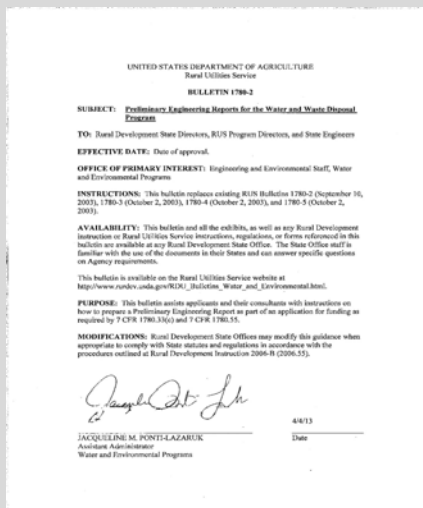 UNITED STATES DEPARTMENT OF AGRICULTURE
Rural Utilities Service
BULLETIN 1780-2
SUBJECT: Preliminary Engineering Reports for the Water and Waste Disposal
Program
TO: Rural Development State Directors, RUS Program Directors, and State Engineers
EFFECTIVE DATE: Date of approval.
OFFICE OF PRIMARY INTEREST: Engineering and Environmental Staff, Water
and Environmental Programs
INSTRUCTIONS: This bulletin replaces existing RUS Bulletins 1780-2 (September 10,
2003), 1780-3 (October 2, 2003), 1780-4 (October 2, 2003), and 1780-5 (October 2,
2003).
AVAILABILITY: This bulletin and all the exhibits, as well as any Rural Development
instruction or Rural Utilities Service instructions, regulations, or forms referenced in this
bulletin are available at any Rural Development State Office. The State Office staff is
familiar with the use of the documents in their States and can answer specific questions
on Agency requirements.
This bulletin is available on the Rural Utilities Service website at
http://www.rurdev.usda.gov/RDU_Bulletins_Water_and_Environmental.html.
PURPOSE: This bulletin assists applicants and their consultants with instructions on
how to prepare a Preliminary Engineering Report as part of an application for funding as
required by 7 CFR 1780.33(c) and 7 CFR 1780.55.
MODIFICATIONS: Rural Development State Offices may modify this guidance when
appropriate to comply with State statutes and regulations in accordance with the
procedures outlined at Rural Development Instruction 2006-B (2006.55).
4/4/13
JACQUELINE M. PONTI-LAZARUK Date
Assistant Administrator
Water and Environmental Programs